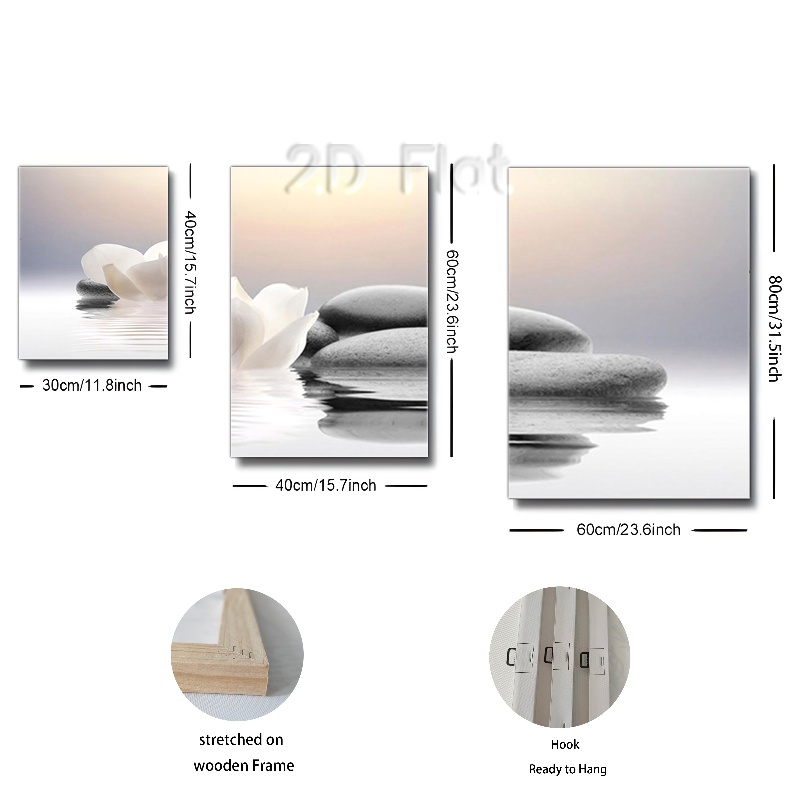 2D Flat
40cm/15.7inch
30cm/11.8inch
60cm/23.6inch
40cm/15.7inch
80cm/31.5inch
60cm/23.6inch
stretched on
wooden Frame
Hook
Ready to Hang